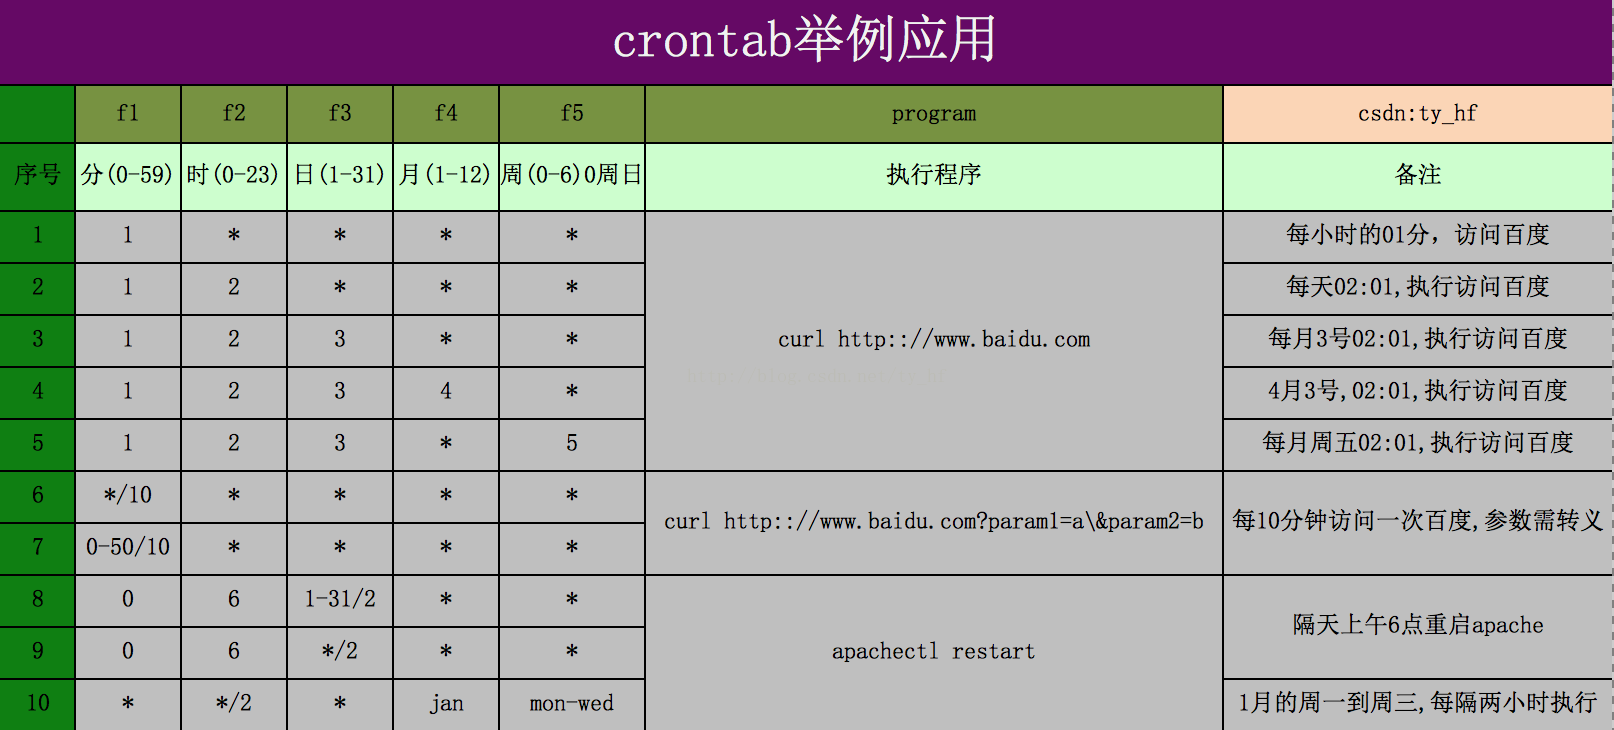 crontab举例应用
f1 f2 f3 f4 f5 program csdn:ty_hf
序号 分(0-59) 时(0-23) 日(1-31) 月(1-12) 周(0-6)0周日 执行程序 备注
1 1 * * * * 每小时的01分，访问百度
2 1 2 * * * 每天02:01,执行访问百度
3 1 2 3 * * curl http:://www.baidu.com 每月3号02:01,执行访问百度
4 1 2 3 4 * 4月3号,02:01,执行访问百度
5 1 2 3 * 5 每月周五02:01,执行访问百度
6 */10 * * * *
curl http:://www.baidu.com?param1=a\&param2=b 每10分钟访问一次百度,参数需转义
7 0-50/10 * * * *
8 0 6 1-31/2 * *
隔天上午6点重启apache
9 0 6 */2 * * apachectl restart
10 * */2 * jan mon-wed 1月的周一到周三,每隔两小时执行